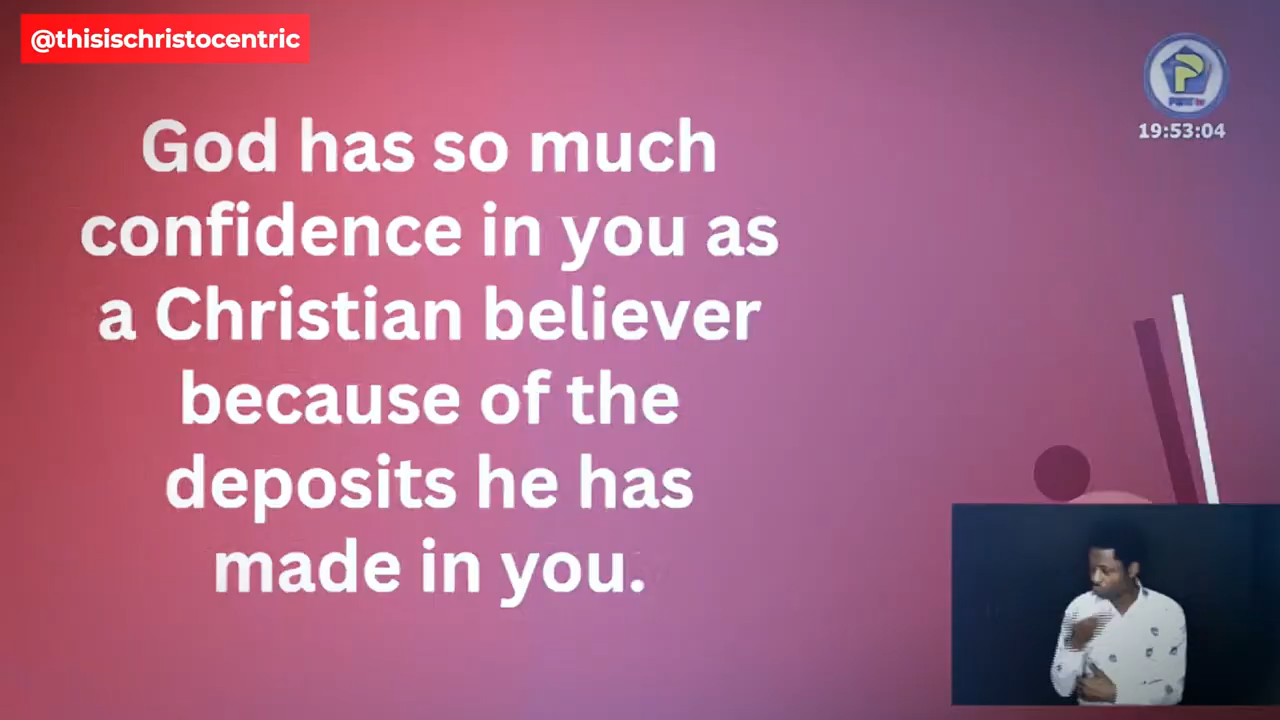 @thisischristocentric
God has so much
confidence in you as
a Christian believer
because of the
deposits he has
made in you.
P
19:53:04